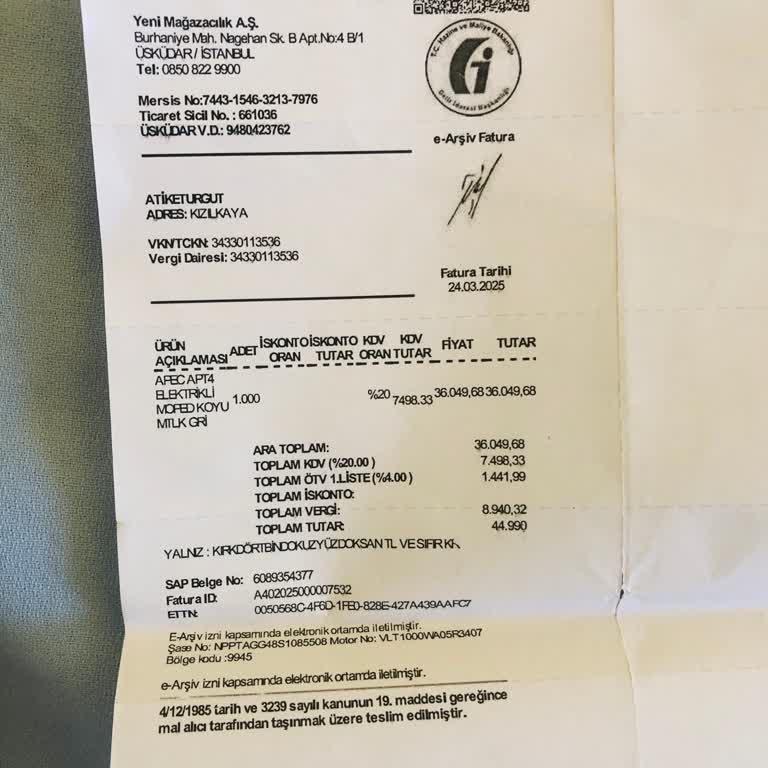 Yeni Mağazacılık A.Ş.
Burhaniye Mah. Nagehan Sk. B Apt.No:4 B/1
ÜSKÜDAR / İSTANBUL
Tel: 0850 822 9900
Mersis No:7443-1546-3213-7976
Ticaret Sicil No. : 661036
ÜSKÜDAR V.D.: 9480423762
T.C. Hazine ve Maliye Bakanlığı
Gelir İdaresi Başkanlığı
e-Arşiv Fatura
ATİKETURGUT
ADRES: KIZILKAYA
VKN/TCKN: 34330113536
Vergi Dairesi: 34330113536
Fatura Tarihi
24.03.2025
ÜRÜN AÇIKLAMASI ADET İSKONTO ORAN İSKONTO TUTAR KDV ORAN KDV TUTAR FİYAT TUTAR
APEC APT4
ELEKTRİKLİ
MOPED KOYU
MTLK GRİ
1.000 %20 7498.33 36.049,68 36.049,68
ARA TOPLAM: 36.049,68
TOPLAM KDV (%20.00 ) 7.498,33
TOPLAM ÖTV 1.LİSTE (%4.00 ) 1.441,99
TOPLAM İSKONTO:
TOPLAM VERGİ: 8.940,32
TOPLAM TUTAR: 44.990
YALNIZ : KIRKDÖRTBİNDOKUZYÜZDOKSAN TL VE SIFIR KR
SAP Belge No: 6089354377
Fatura ID: A402025000007532
ETTN: 0050568C-4F6D-1FE0-828E-427A439AAFC7
E-Arşiv izni kapsamında elektronik ortamda iletilmiştir.
Şase No: NPPTAGG48S1085508 Motor No: VLT1000WA05R3407
Bölge kodu :9945
e-Arşiv izni kapsamında elektronik ortamda iletilmiştir.
4/12/1985 tarih ve 3239 sayılı kanunun 19. maddesi gereğince
mal alıcı tarafından taşınmak üzere teslim edilmiştir.